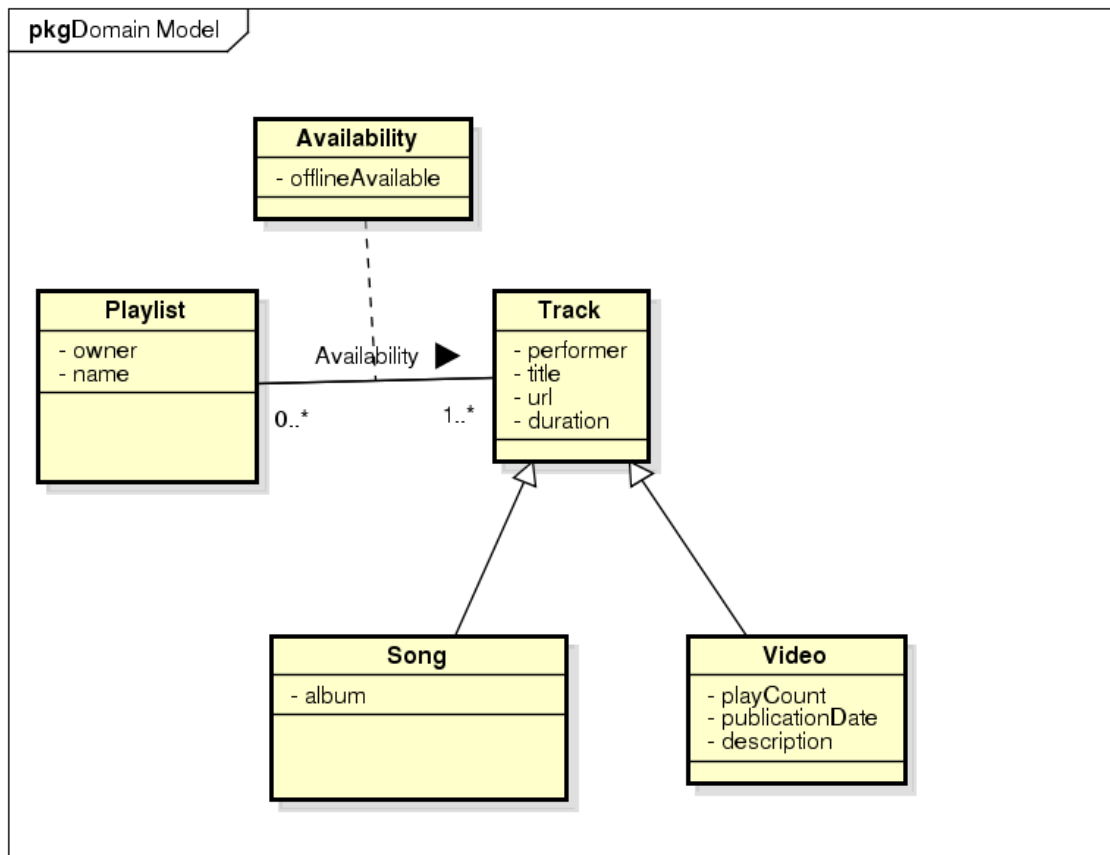 pkgDomain Model
Availability
- offlineAvailable
Playlist
- owner
- name
Availability ▶
0..*
1..*
Track
- performer
- title
- url
- duration
Song
- album
Video
- playCount
- publicationDate
- description